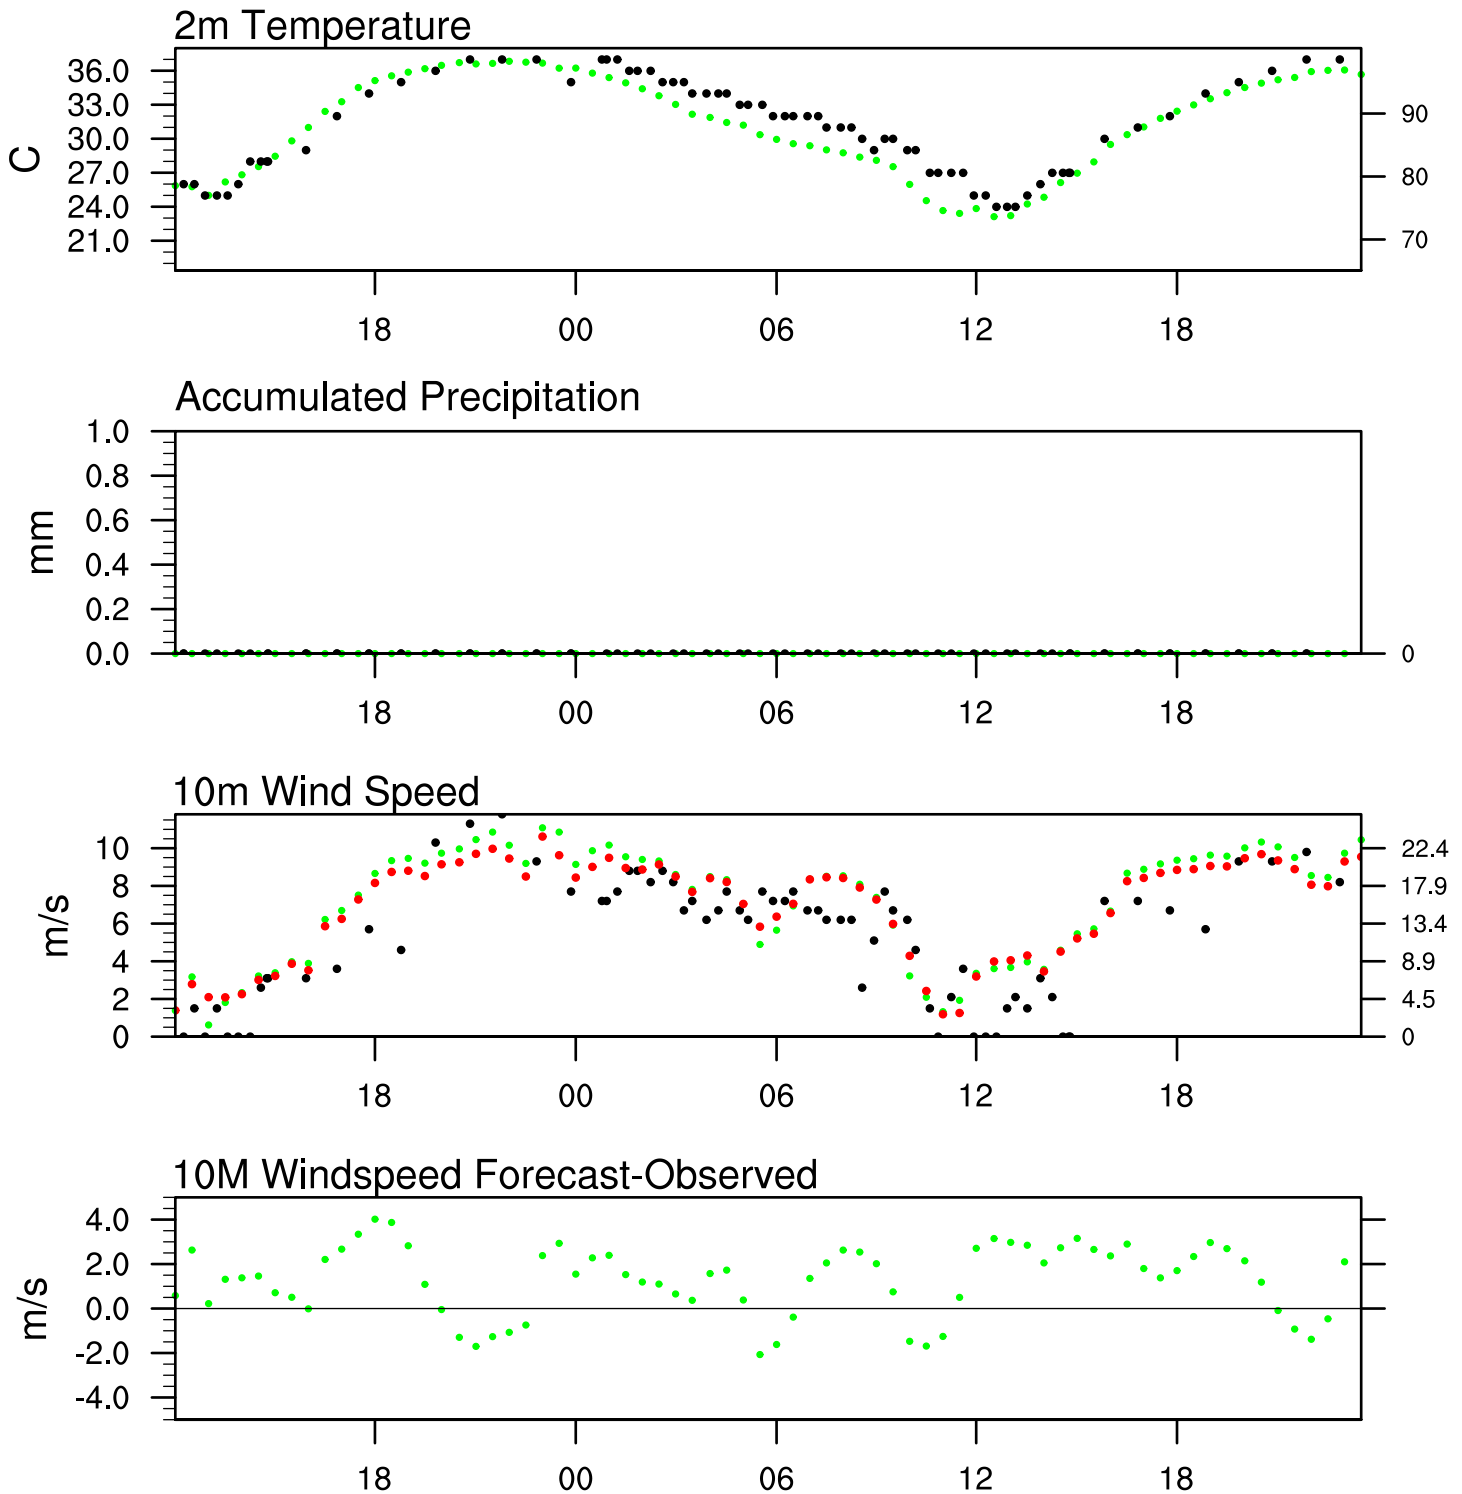 2m Temperature
36.0
33.0
30.0
27.0
24.0
21.0
C
90
80
70
18 00 06 12 18
Accumulated Precipitation
1.0
0.8
0.6
0.4
0.2
0.0
mm
0
18 00 06 12 18
10m Wind Speed
10
8
6
4
2
0
m/s
22.4
17.9
13.4
8.9
4.5
0
18 00 06 12 18
10M Windspeed Forecast-Observed
4.0
2.0
0.0
-2.0
-4.0
m/s
18 00 06 12 18